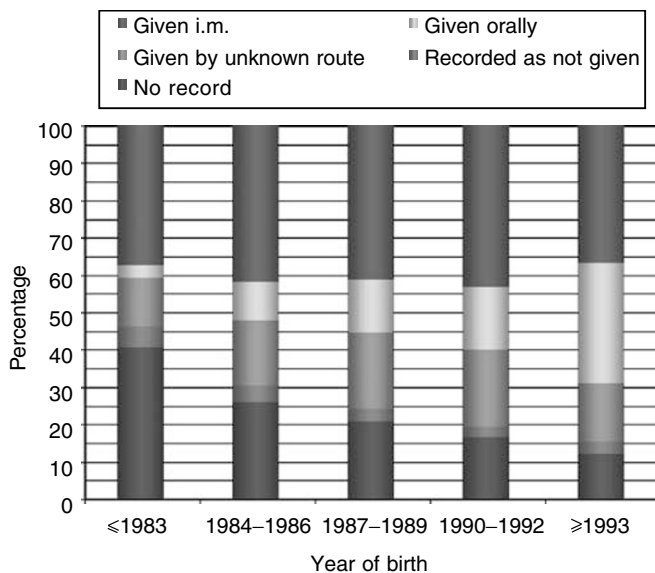 Given i.m. Given orally
Given by unknown route Recorded as not given
No record
100
90
80
70
60
50
40
30
20
10
0
Percentage
⩽1983 1984–1986 1987–1989 1990–1992 ⩾1993
Year of birth